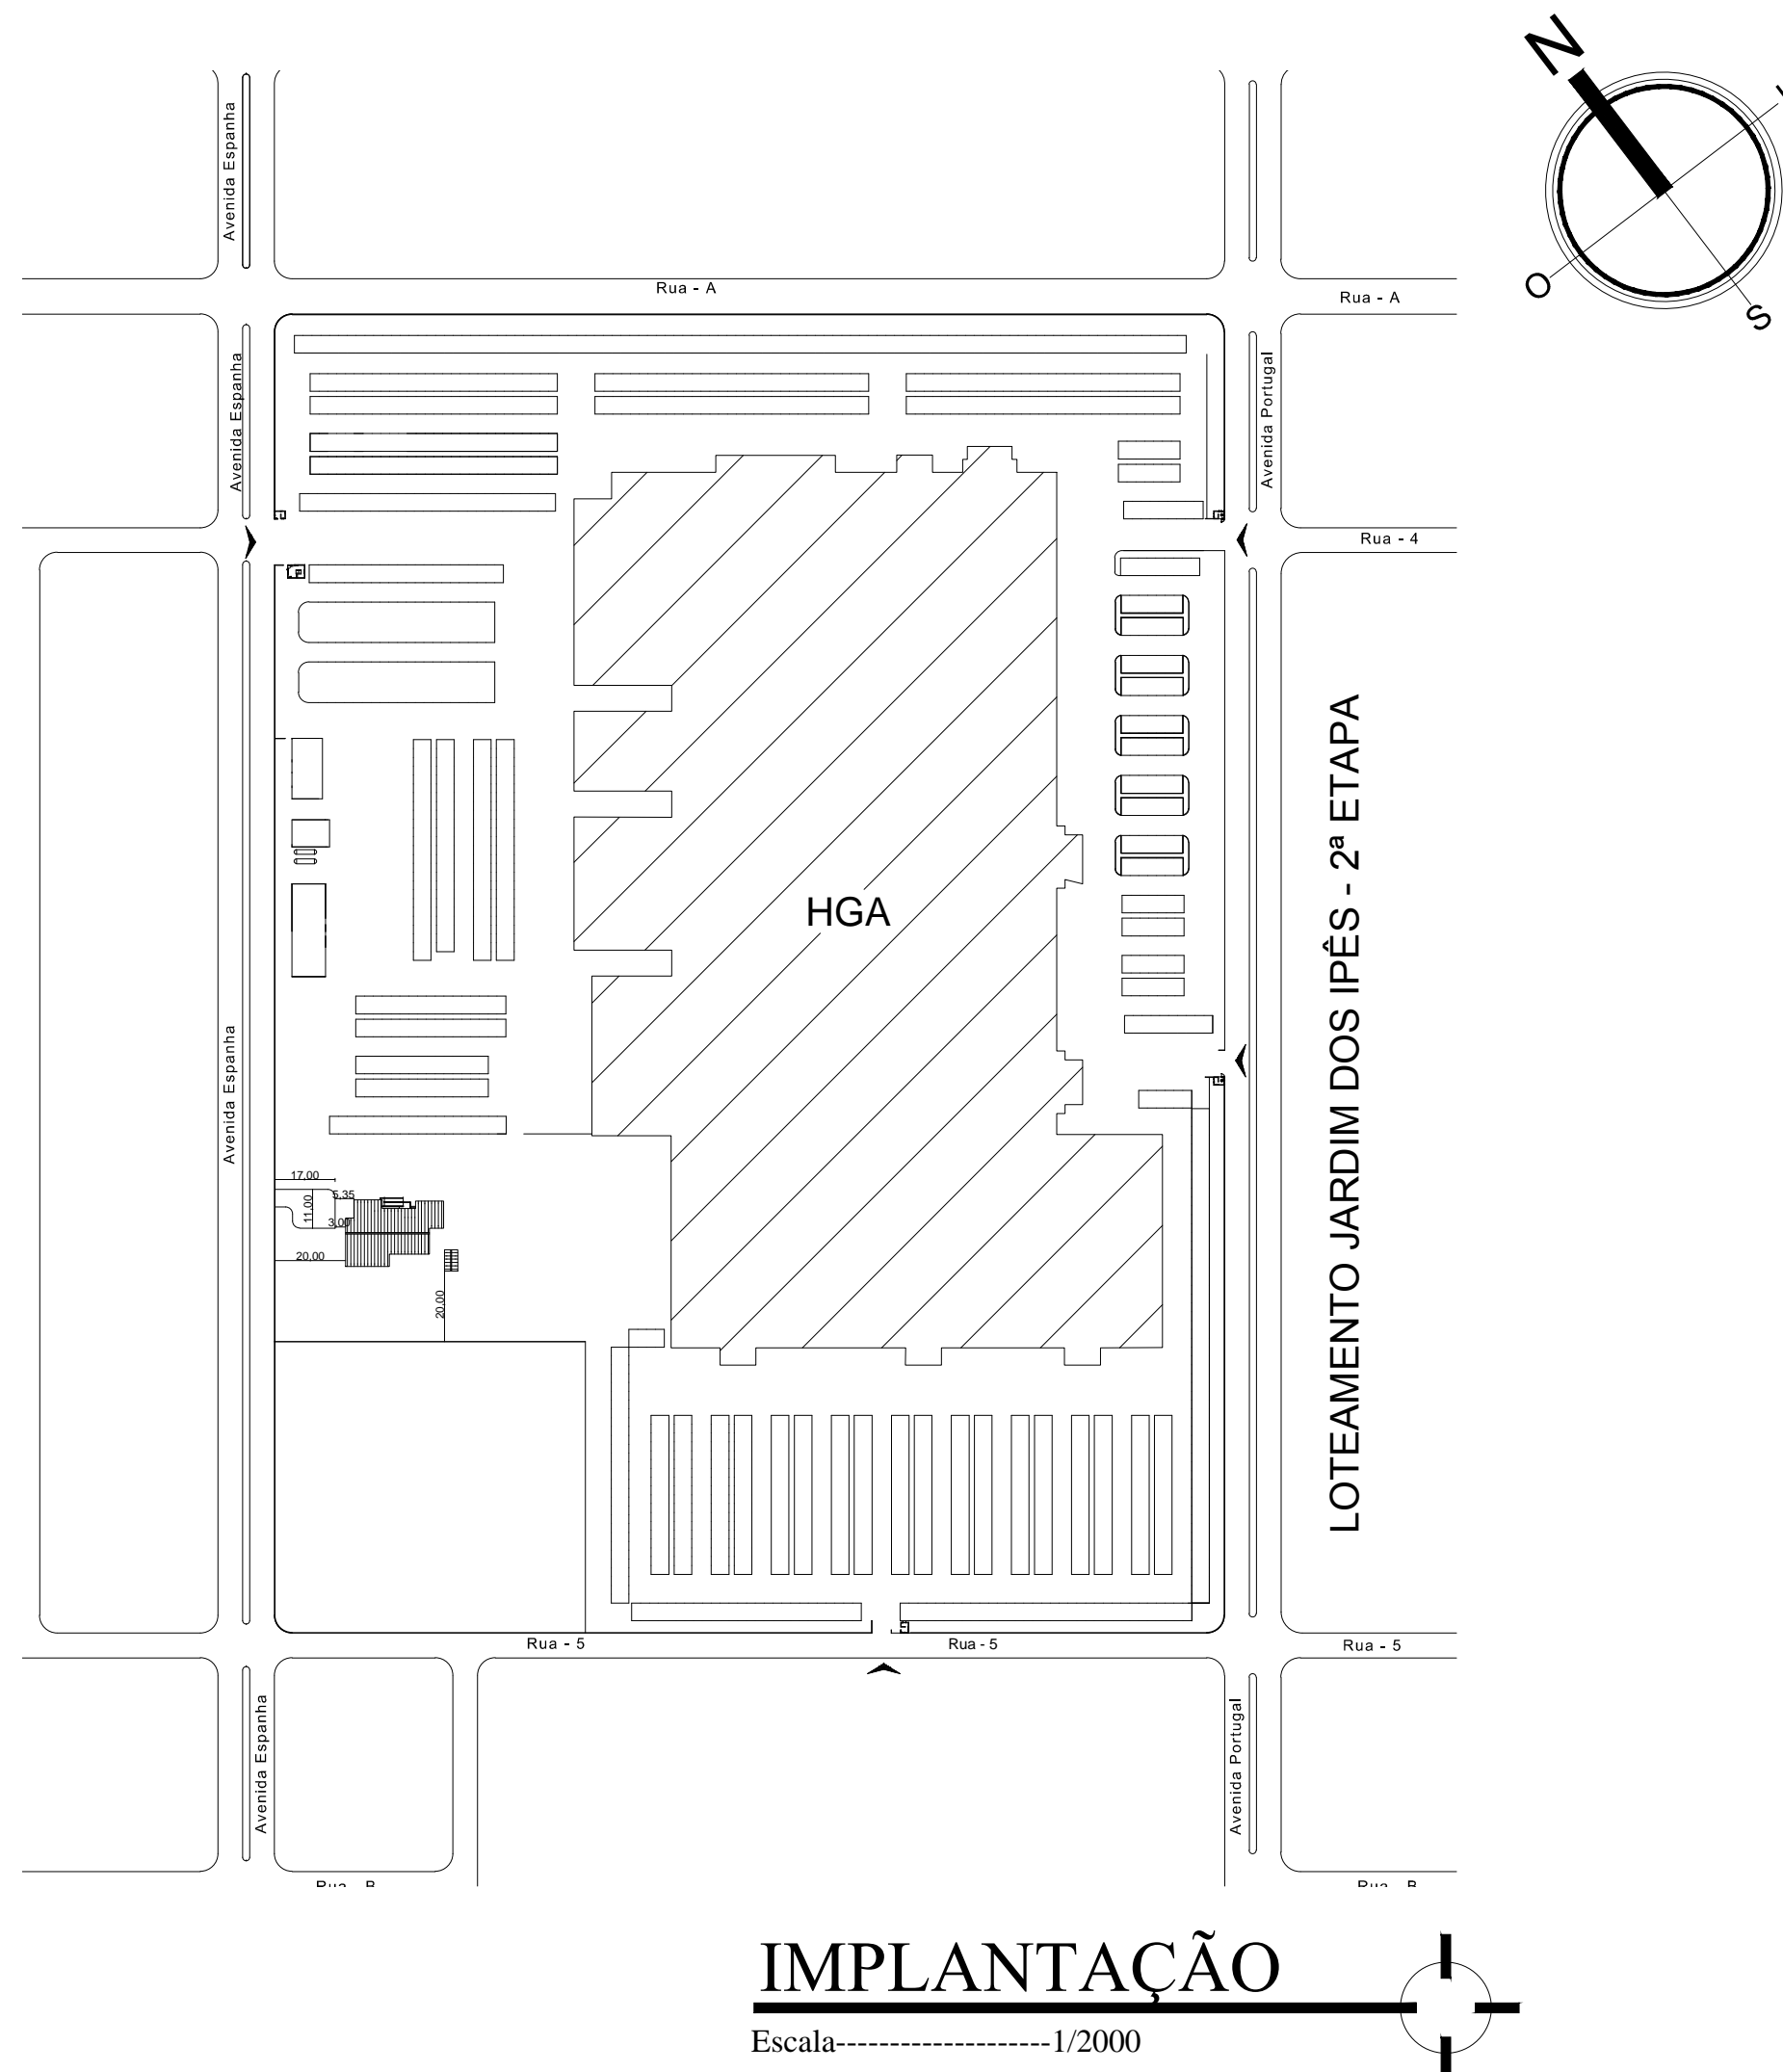 N
O
S
Avenida Espanha
Rua - A
Rua - A
Avenida Espanha
Avenida Portugal
Rua - 4
HGA
LOTEAMENTO JARDIM DOS IPÊS - 2ª ETAPA
Avenida Espanha
17,00
5,35
11,00
3,00
20,00
20,00
Rua - 5
Rua - 5
Rua - 5
Avenida Espanha
Avenida Portugal
Rua - B
Rua - B
IMPLANTAÇÃO
Escala--------------------1/2000